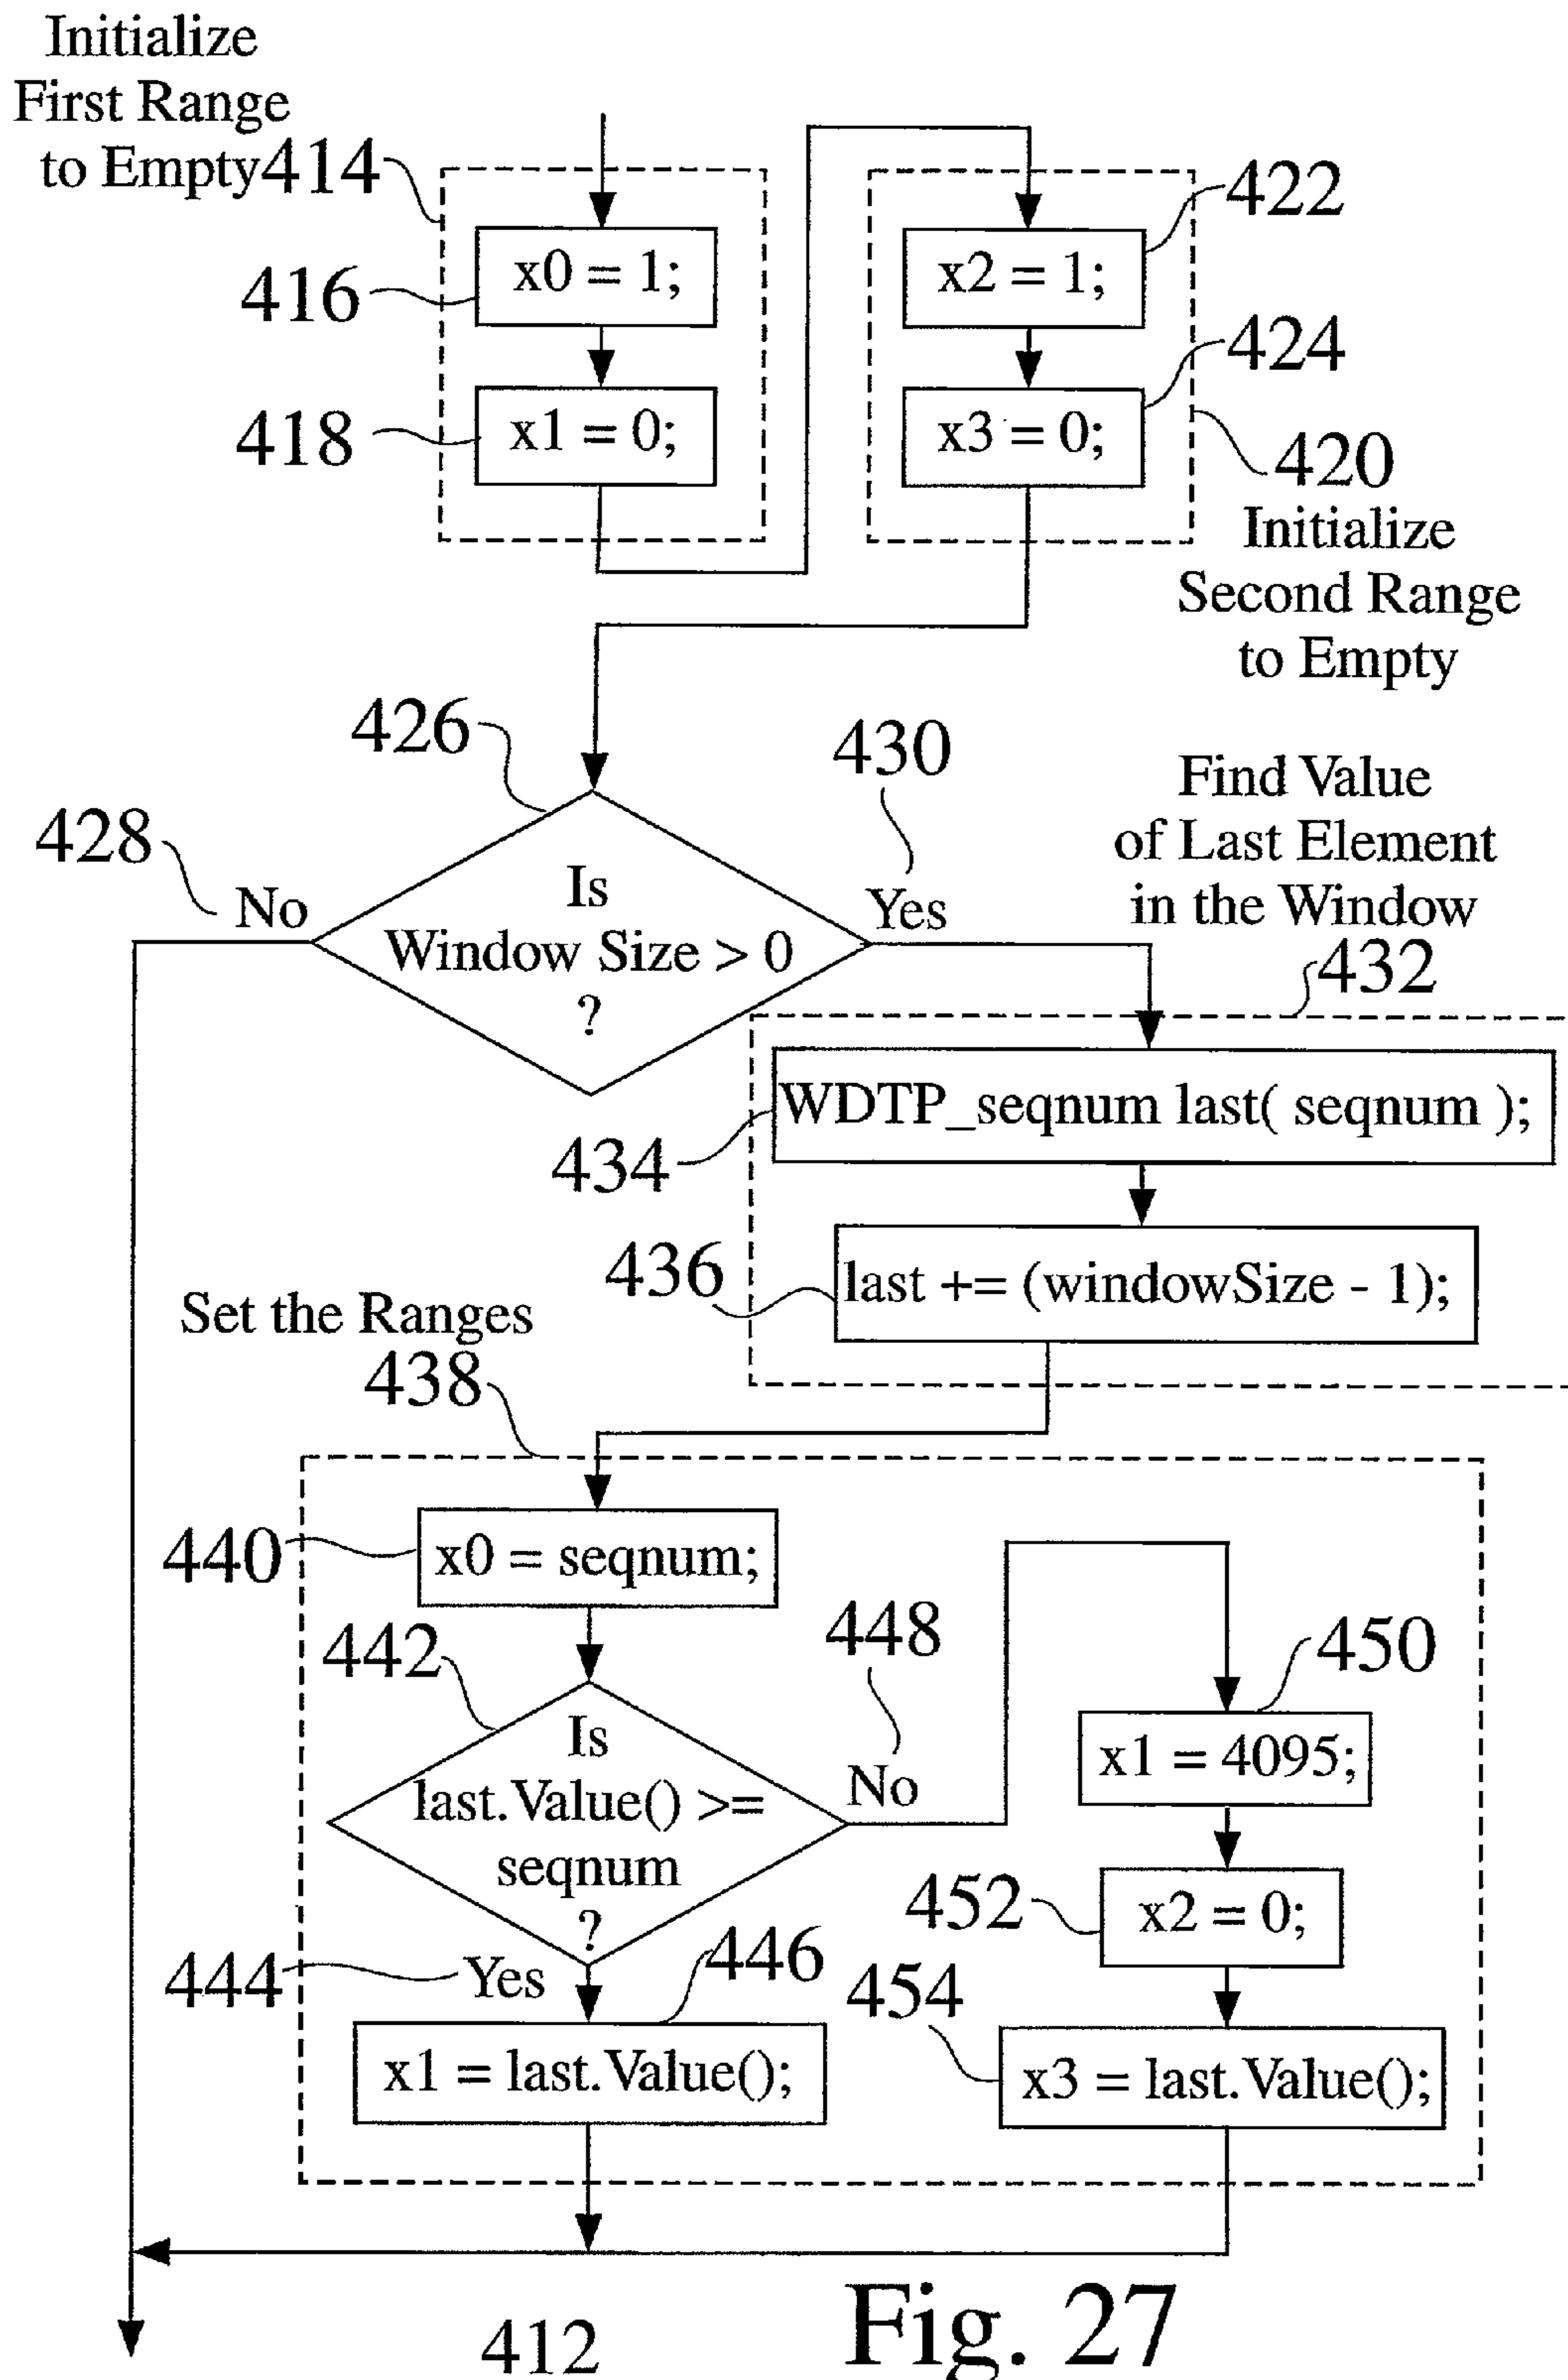 Initialize
First Range
to Empty
414
416
x0 = 1;
418
x1 = 0;
422
x2 = 1;
424
x3 = 0;
420
Initialize
Second Range
to Empty
426
428
No
Is
Window Size > 0
?
430
Yes
Find Value
of Last Element
in the Window
432
434
WDTP_seqnum last( seqnum );
436
last += (windowSize - 1);
Set the Ranges
438
440
x0 = seqnum;
442
Is
last.Value() >=
seqnum
?
448
No
450
x1 = 4095;
452
x2 = 0;
444
Yes
446
x1 = last.Value();
454
x3 = last.Value();
412
Fig. 27